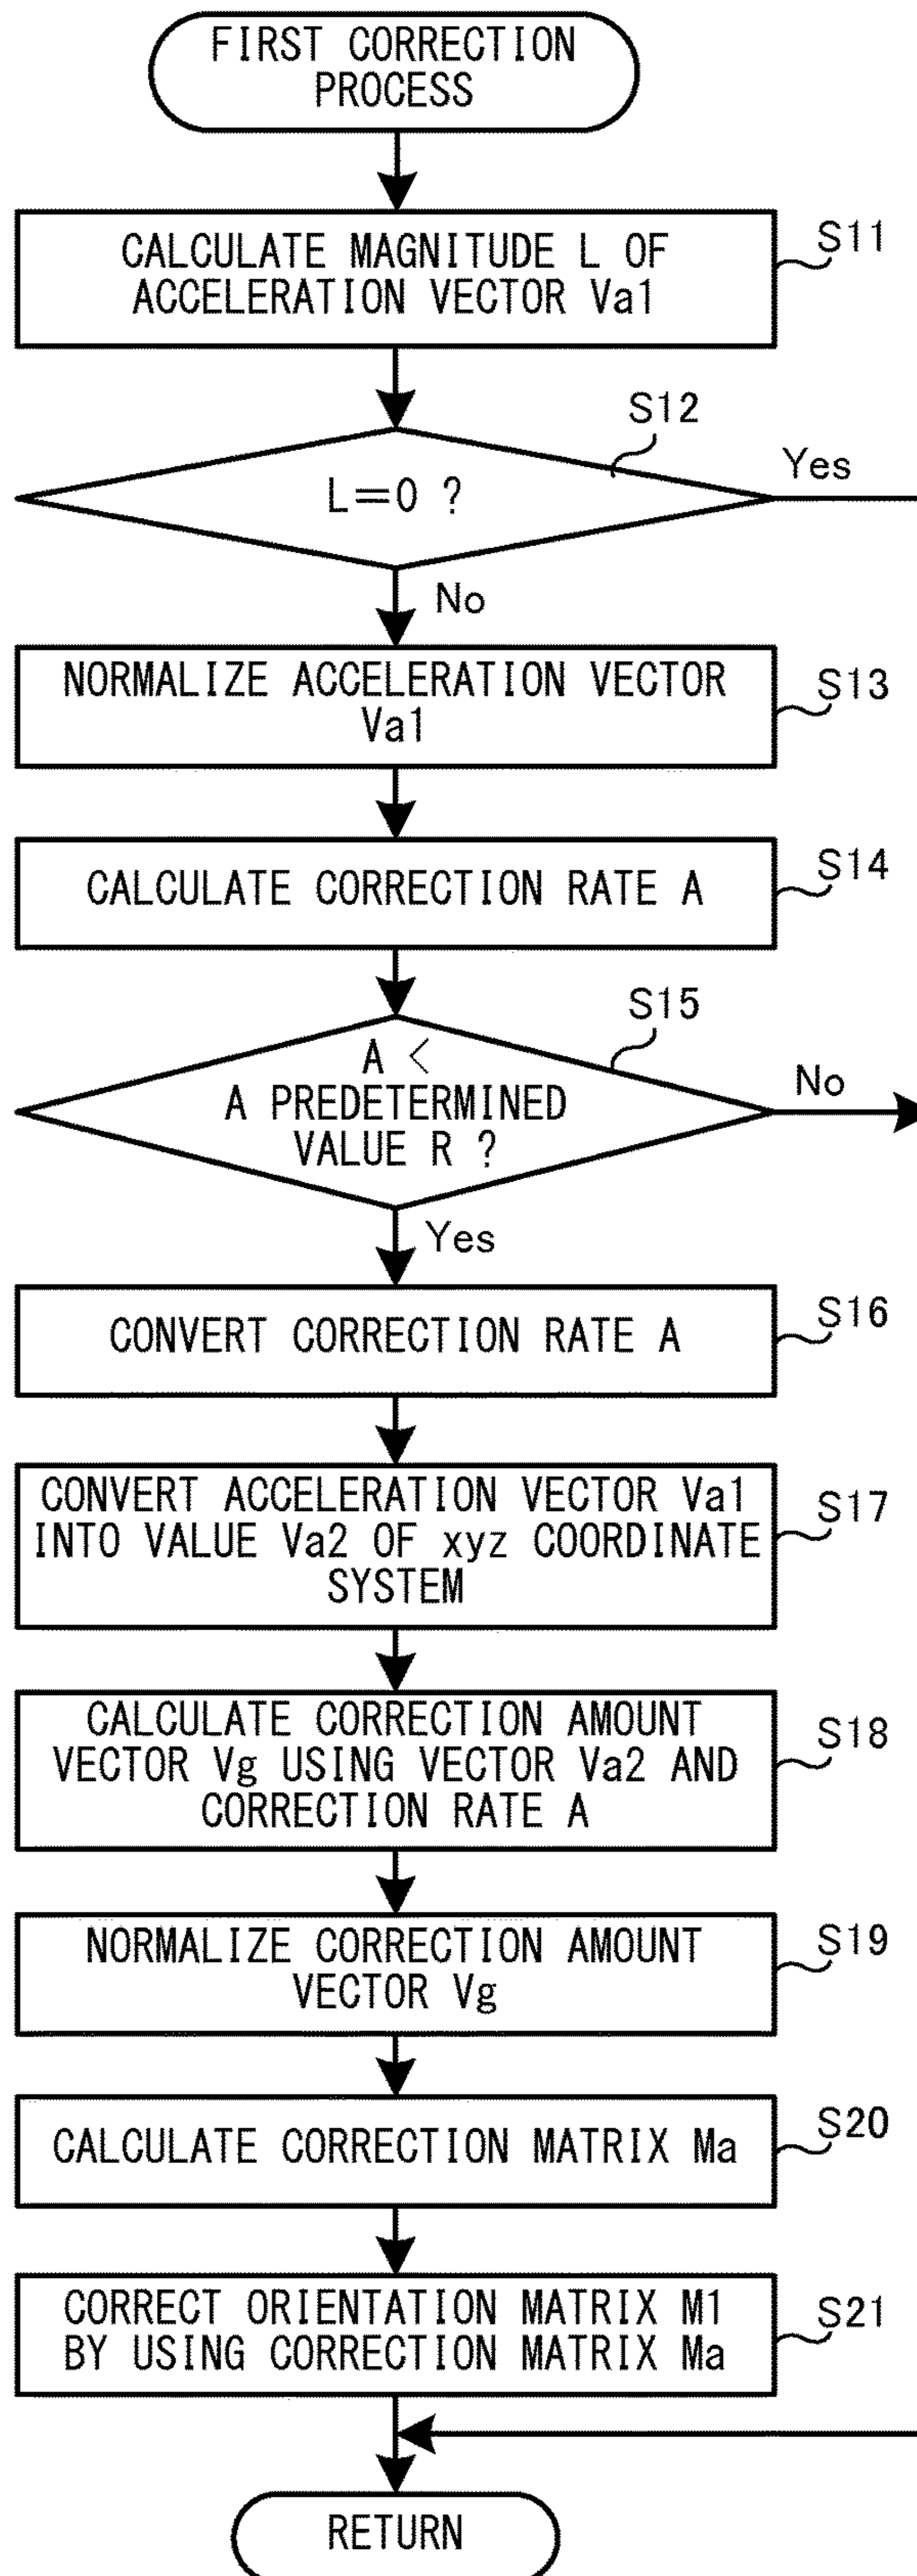 FIRST CORRECTION
PROCESS
CALCULATE MAGNITUDE L OF
ACCELERATION VECTOR Va1
S11
S12
L=0 ?
Yes
No
NORMALIZE ACCELERATION VECTOR
Va1
S13
CALCULATE CORRECTION RATE A
S14
S15
A <
A PREDETERMINED
VALUE R ?
No
Yes
CONVERT CORRECTION RATE A
S16
CONVERT ACCELERATION VECTOR Va1
INTO VALUE Va2 OF xyz COORDINATE
SYSTEM
S17
CALCULATE CORRECTION AMOUNT
VECTOR Vg USING VECTOR Va2 AND
CORRECTION RATE A
S18
NORMALIZE CORRECTION AMOUNT
VECTOR Vg
S19
CALCULATE CORRECTION MATRIX Ma
S20
CORRECT ORIENTATION MATRIX M1
BY USING CORRECTION MATRIX Ma
S21
RETURN